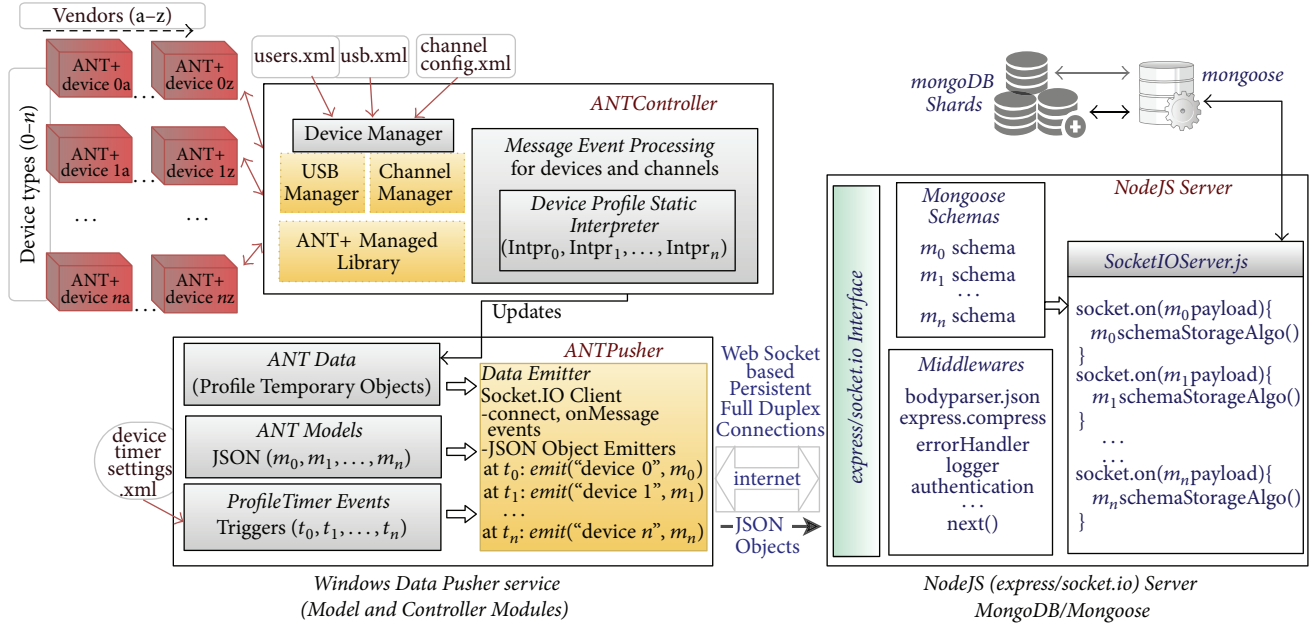 Vendors (a–z)
Device types (0–n)
ANT+
device 0a
...
ANT+
device 0z
ANT+
device 1a
...
ANT+
device 1z
...
...
ANT+
device na
...
ANT+
device nz
users.xml
usb.xml
channel
config.xml
ANTController
Device Manager
USB
Manager
Channel
Manager
ANT+ Managed
Library
Message Event Processing
for devices and channels
Device Profile Static
Interpreter
(Intpr0, Intpr1, . . . , Intprn)
Updates
ANTPusher
ANT Data
(Profile Temporary Objects)
ANT Models
JSON (m0, m1, . . . , mn)
device
timer
settings
.xml
ProfileTimer Events
Triggers (t0, t1, . . . , tn)
Data Emitter
Socket.IO Client
-connect, onMessage
events
-JSON Object Emitters
at t0: emit(“device 0”, m0)
at t1: emit(“device 1”, m1)
...
at tn: emit(“device n”, mn)
Windows Data Pusher service
(Model and Controller Modules)
Web Socket
based
Persistent
Full Duplex
Connections
internet
JSON
Objects
mongoDB
Shards
mongoose
NodeJS Server
express/socket.io Interface
Mongoose
Schemas
m0 schema
m1 schema
...
mn schema
Middlewares
bodyparser.json
express.compress
errorHandler
logger
authentication
...
next()
SocketIOServer.js
socket.on(m0payload){
m0schemaStorageAlgo()
}
socket.on(m1payload){
m1schemaStorageAlgo()
}
...
...
socket.on(mnpayload){
mnschemaStorageAlgo()
}
NodeJS (express/socket.io) Server
MongoDB/Mongoose